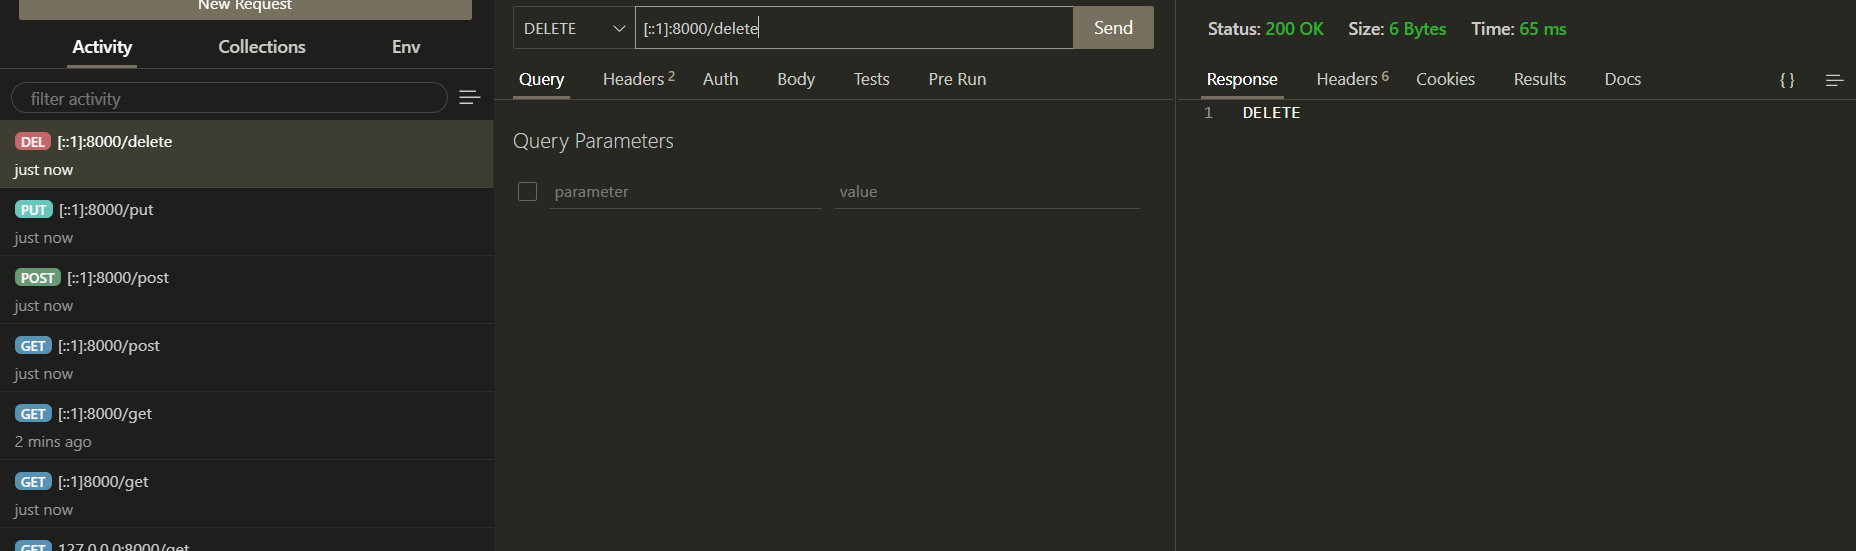 New Request
Activity Collections Env
filter activity
DEL [::1]:8000/delete
just now
PUT [::1]:8000/put
just now
POST [::1]:8000/post
just now
GET [::1]:8000/post
just now
GET [::1]:8000/get
2 mins ago
GET [::1]8000/get
just now
GET 127.0.0.0:8000/get
DELETE [::1]:8000/delete Send
Query Headers 2 Auth Body Tests Pre Run
Query Parameters
parameter value
Status: 200 OK Size: 6 Bytes Time: 65 ms
Response Headers 6 Cookies Results Docs { }
1 DELETE